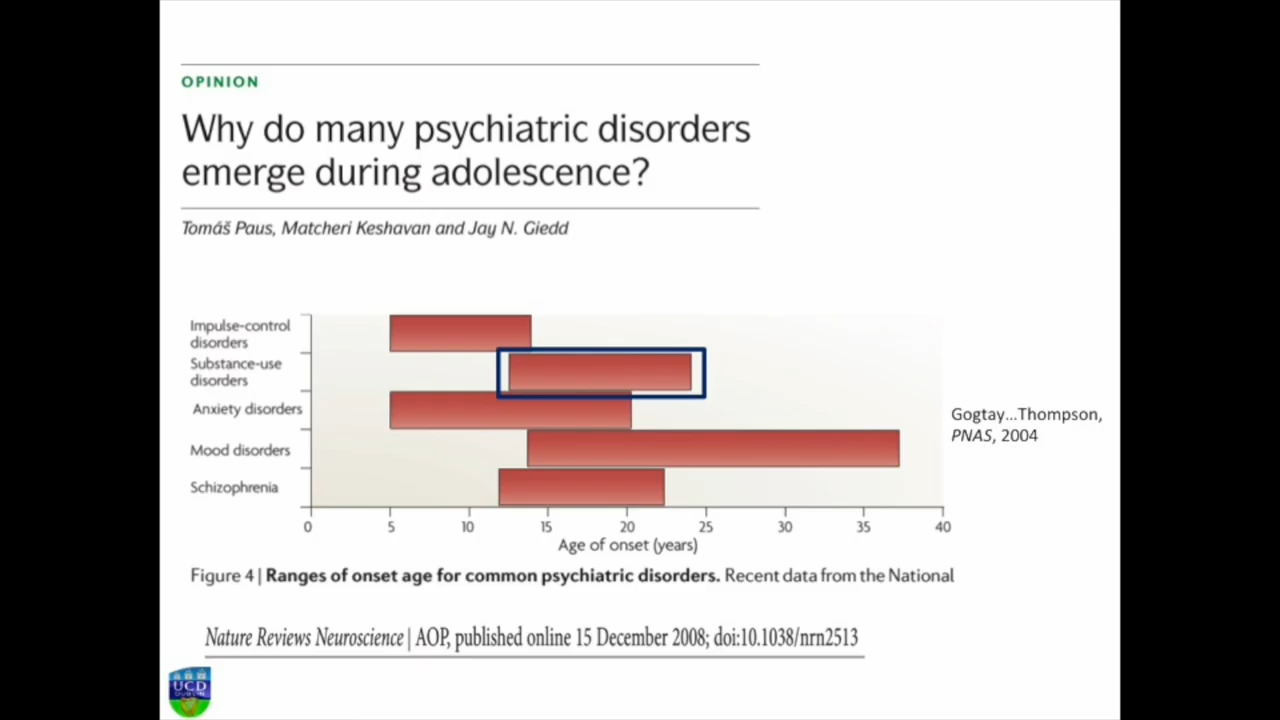 OPINION
Why do many psychiatric disorders
emerge during adolescence?
Tomáš Paus, Matcheri Keshavan and Jay N. Giedd
Impulse-control
disorders
Substance-use
disorders
Anxiety disorders
Mood disorders
Schizophrenia
0 5 10 15 20 25 30 35 40
Age of onset (years)
Gogtay...Thompson,
PNAS, 2004
Figure 4 | Ranges of onset age for common psychiatric disorders. Recent data from the National
Nature Reviews Neuroscience | AOP, published online 15 December 2008; doi:10.1038/nrn2513
UCD
DUBLIN